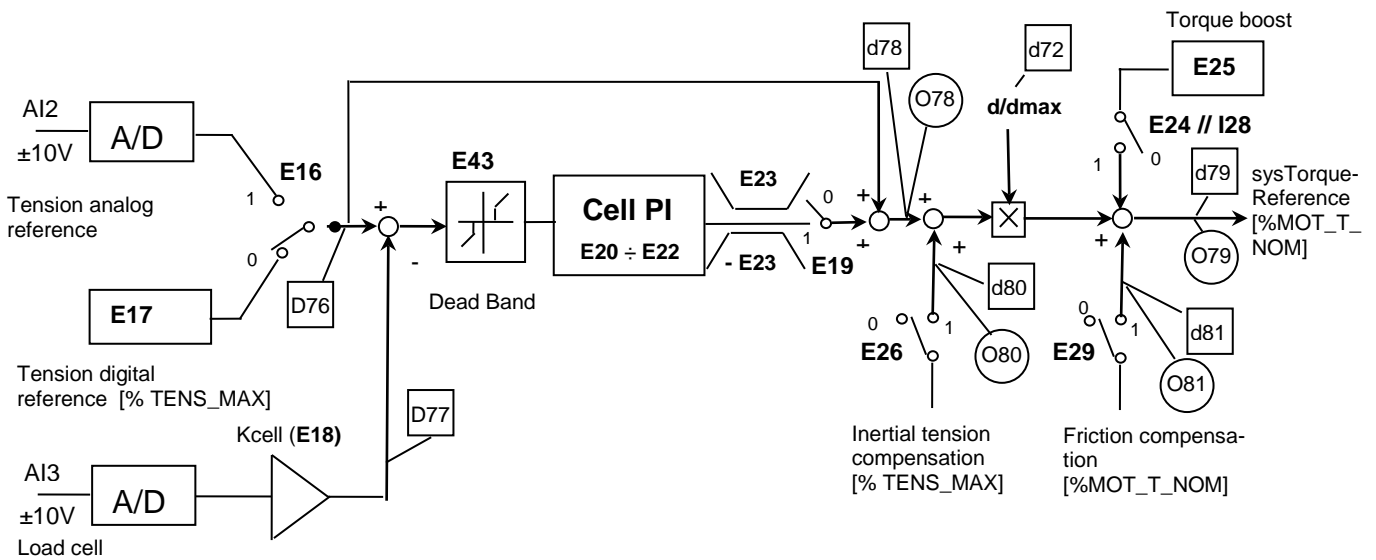 Torque boost
d78
d72
E25
O78
AI2
A/D
d/dmax
±10V
E24 // I28
E16
E43
E23
0
1
0
1
+
+
+
+
d79
sysTorque-
Reference
[%MOT_T_
NOM]
Tension analog
reference
Cell PI
E20 ÷ E22
X
O79
0
-
1
+
+
- E23
E19
d80
E17
D76
Dead Band
0
1
0
1
d81
E26
O80
E29
O81
Tension digital
reference [% TENS_MAX]
D77
Kcell (E18)
Inertial tension
compensation
[% TENS_MAX]
Friction compensa-
tion
[%MOT_T_NOM]
AI3
A/D
±10V
Load cell